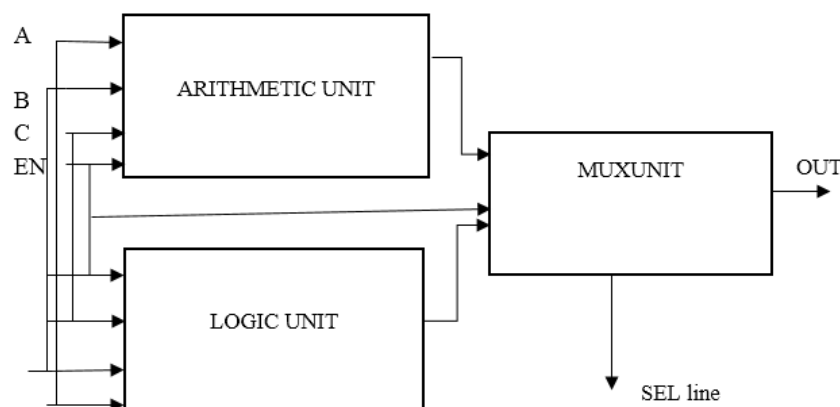 A
B
C
EN
ARITHMETIC UNIT
MUXUNIT
OUT
LOGIC UNIT
SEL line